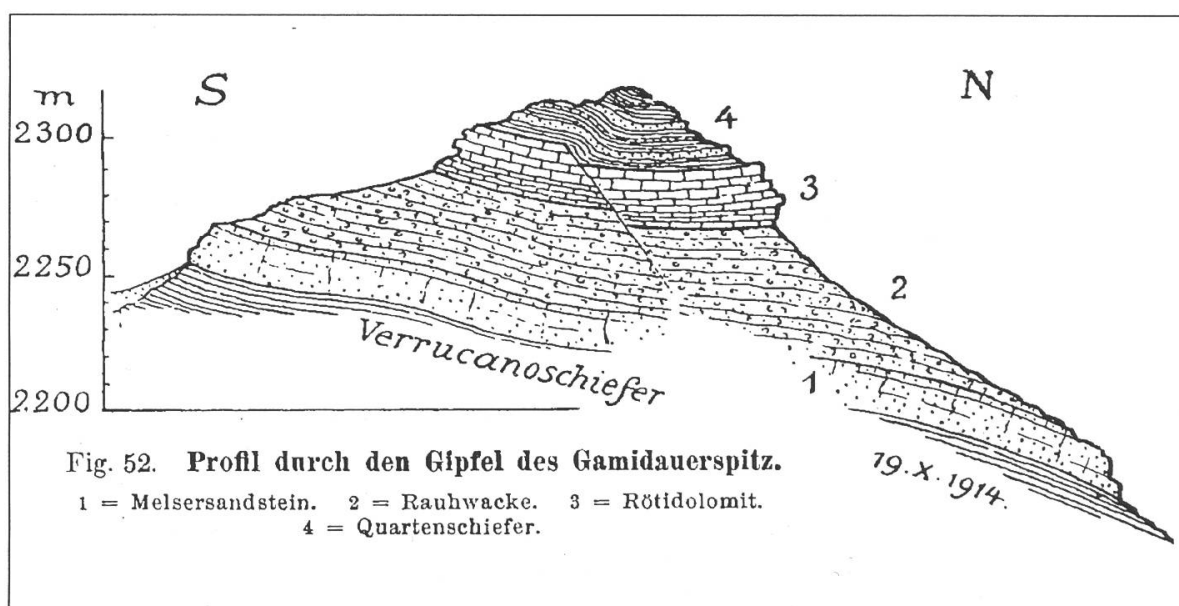 S
N
m
2300
2250
2200
4
3
2
1
Verrucanoschiefer
19.X.1914.
Fig. 52. Profil durch den Gipfel des Gamidauerspitz.
1 = Melsersandstein. 2 = Rauhwacke. 3 = Rötidolomit.
4 = Quartenschiefer.